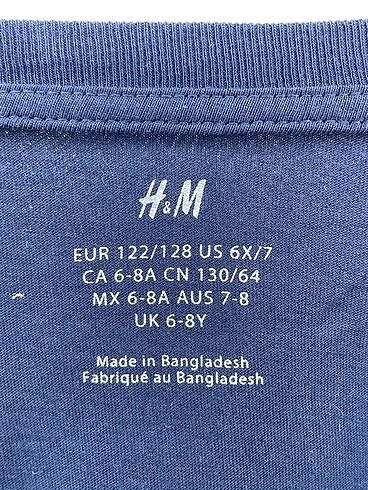 H&M
EUR 122/128 US 6X/7
CA 6-8A CN 130/64
MX 6-8A AUS 7-8
UK 6-8Y
Made in Bangladesh
Fabriqué au Bangladesh